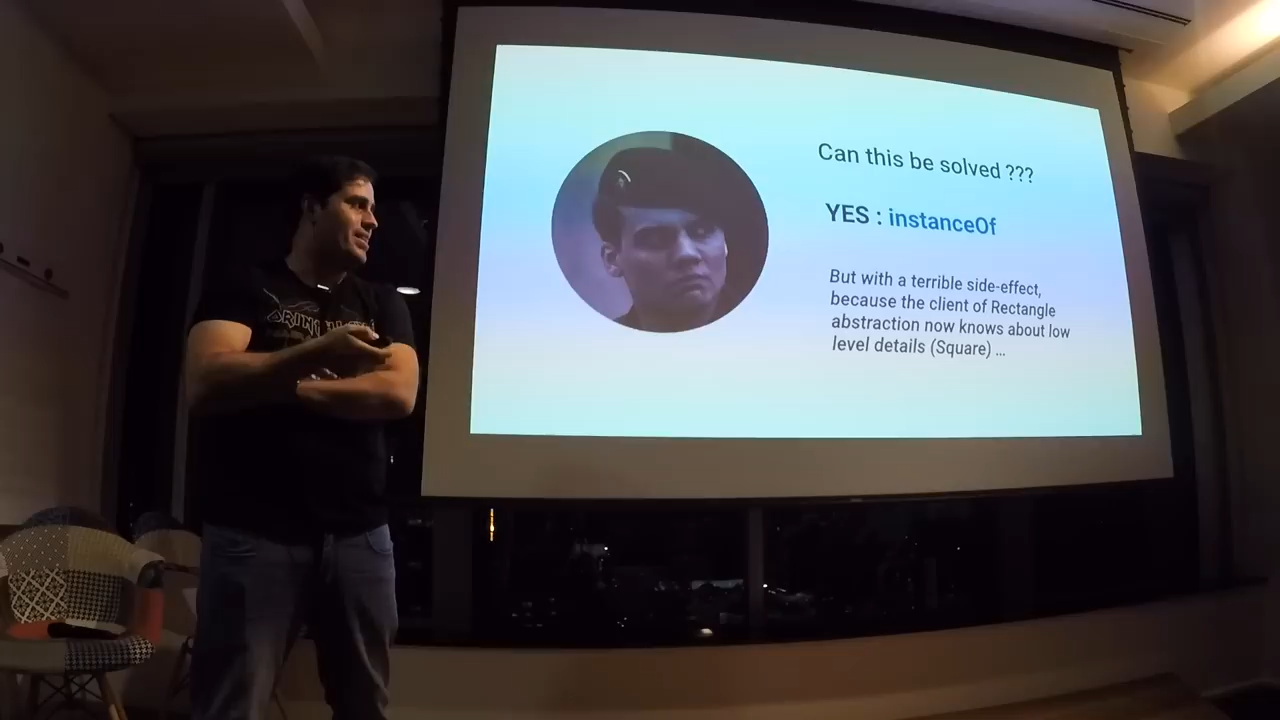 Can this be solved ???
YES : instanceOf
But with a terrible side-effect,
because the client of Rectangle
abstraction now knows about low
level details (Square) ...